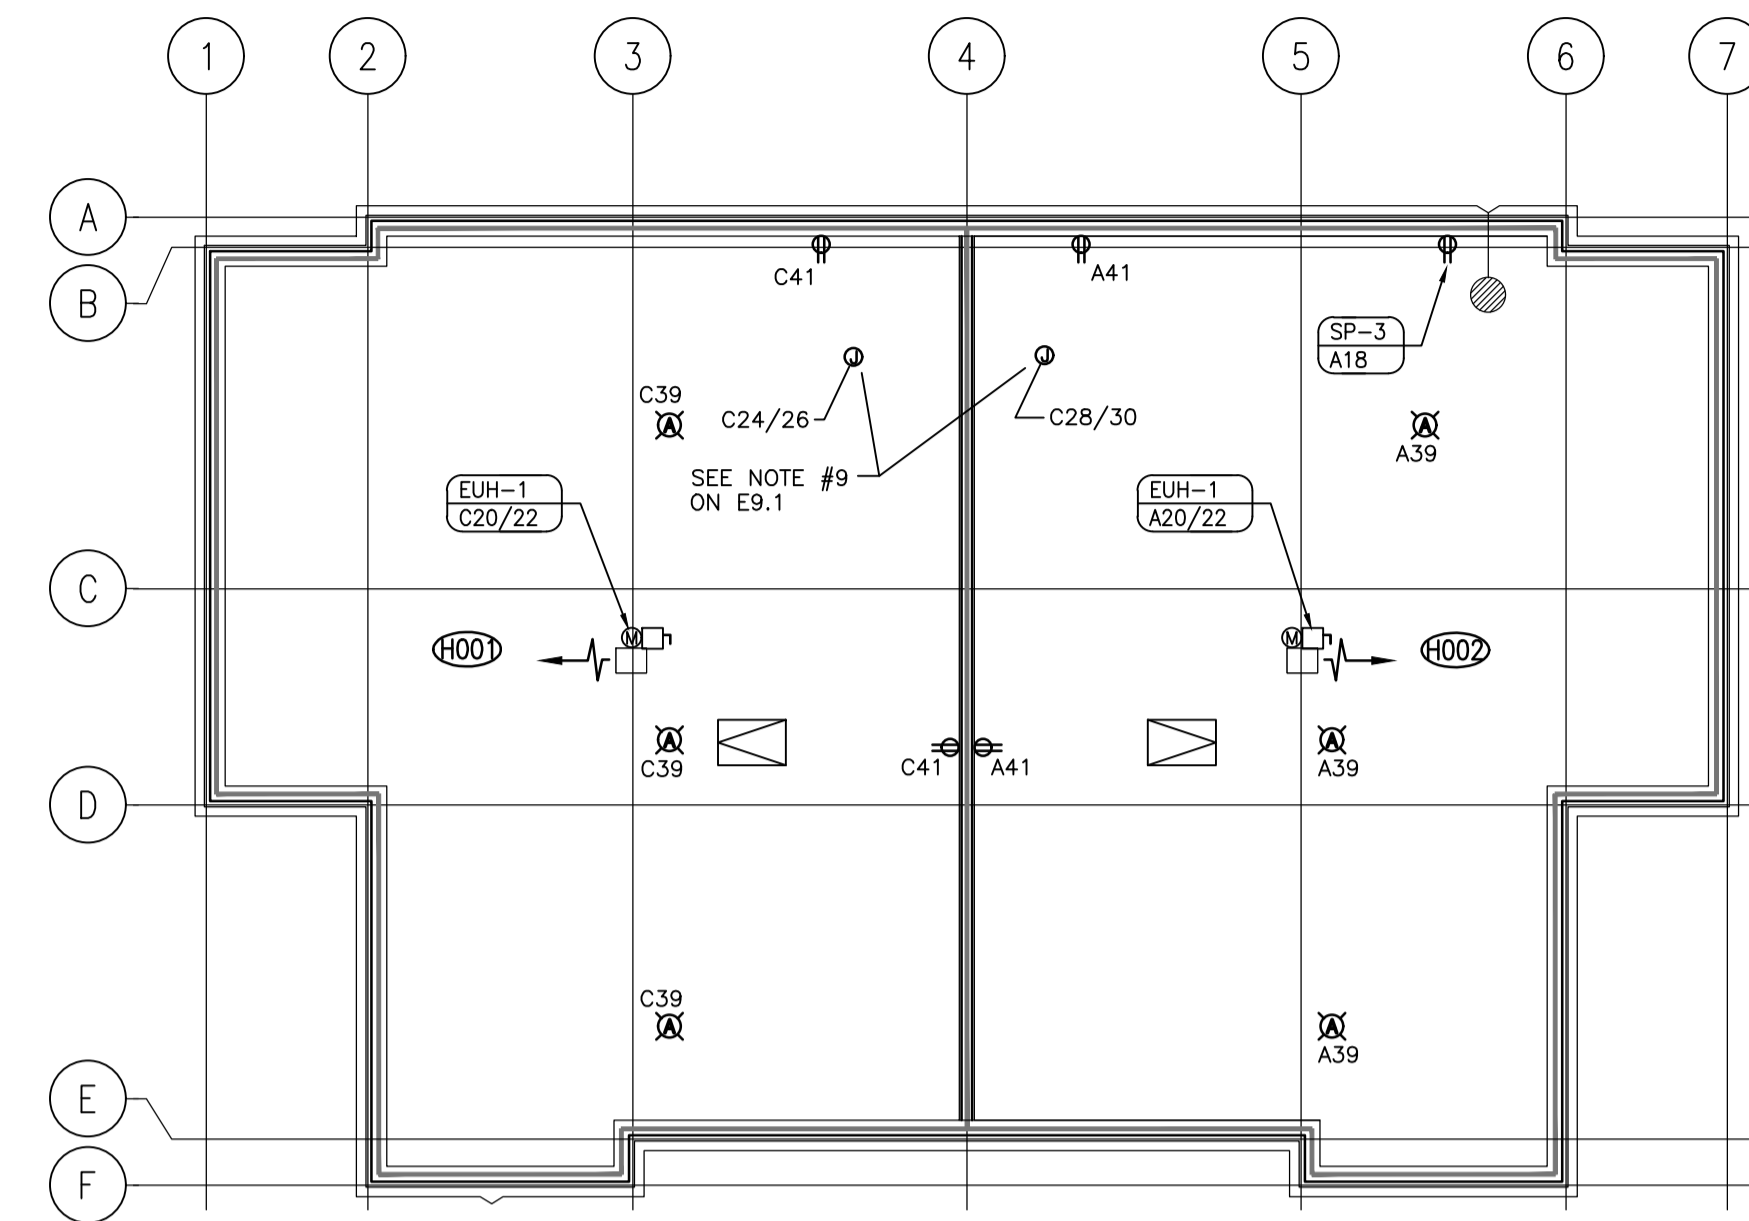 1
2
3
4
5
6
7
A
B
C41
A41
SP-3
A18
J
J
C39
A
C24/26
C28/30
A
A39
SEE NOTE #9
ON E9.1
EUH-1
C20/22
EUH-1
A20/22
C
M
M
H001
H002
A
C39
C41
A41
A
A39
D
C39
A
A
A39
E
F